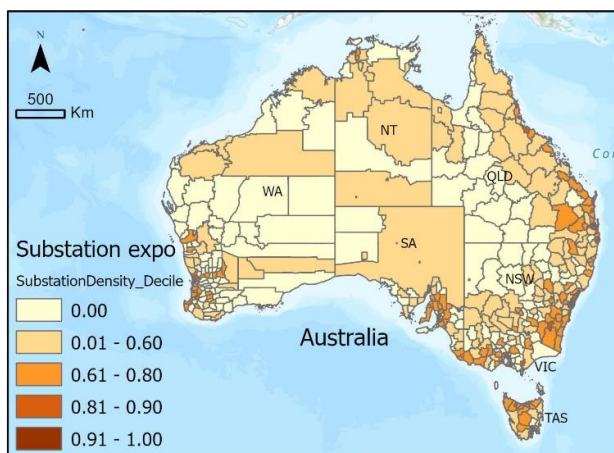 N
500
Km
NT
QLD
WA
SA
NSW
Australia
VIC
TAS
Substation expo
SubstationDensity_Decile
0.00
0.01 - 0.60
0.61 - 0.80
0.81 - 0.90
0.91 - 1.00